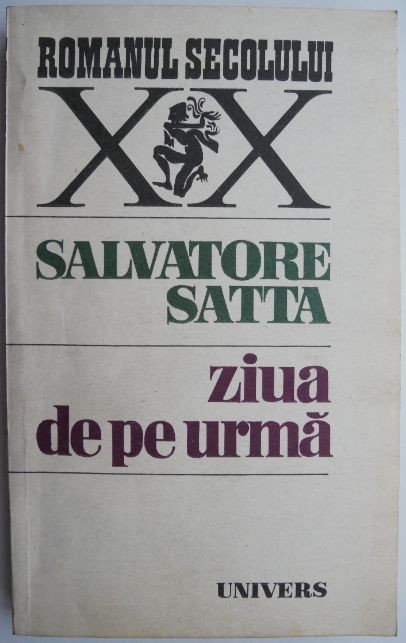 ROMANUL SECOLULUI
XX
SALVATORE
SATTA
ziua
de pe urmă
UNIVERS